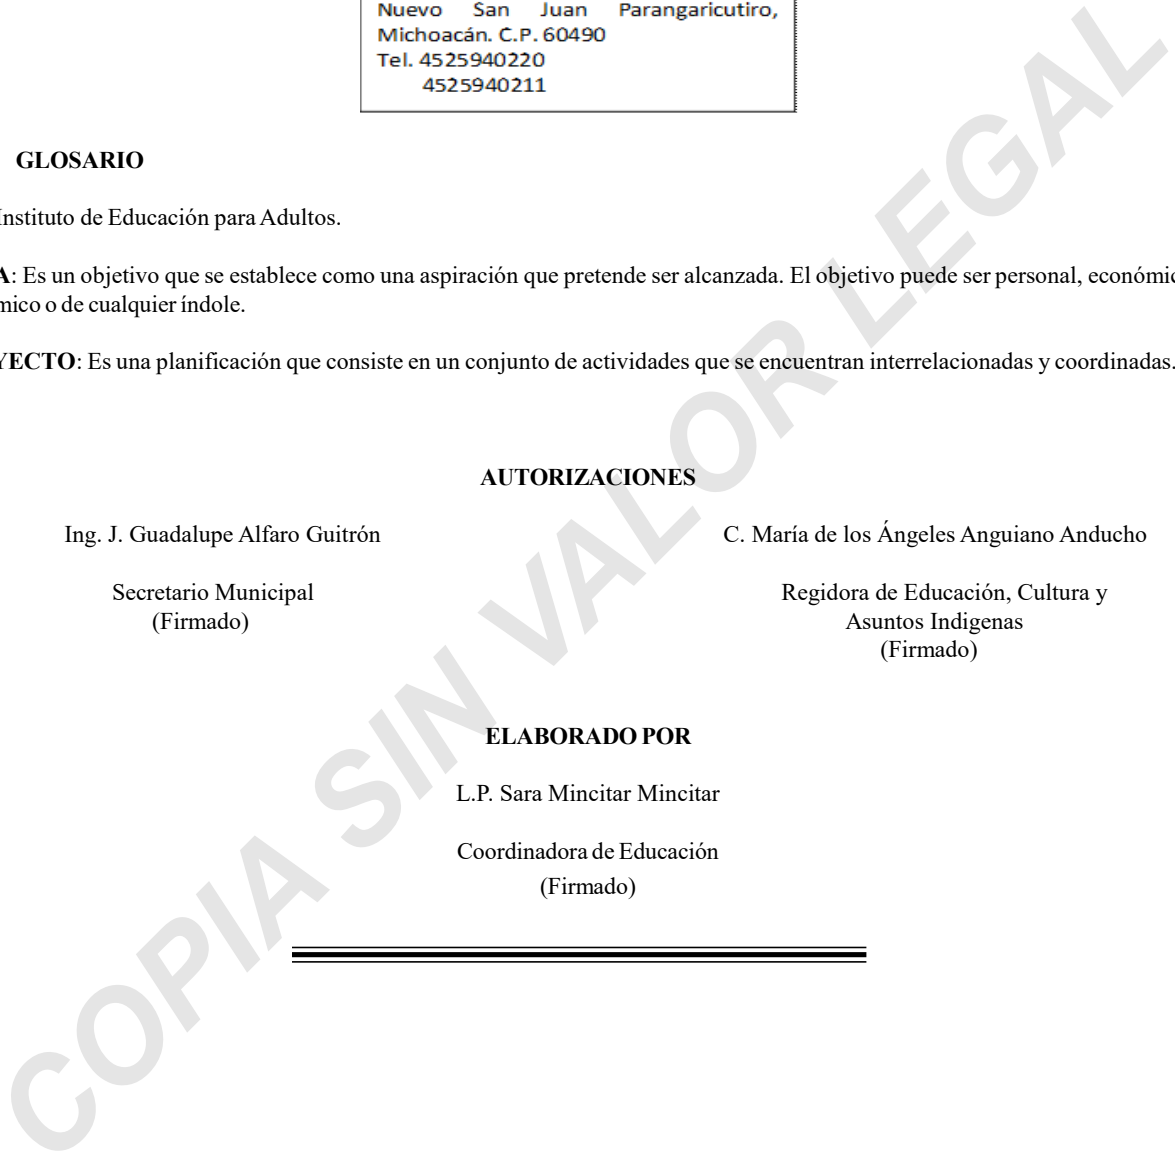 Nuevo San Juan Parangaricutiro,
Michoacán. C.P. 60490
Tel. 4525940220
4525940211
GLOSARIO
Instituto de Educación para Adultos.
A: Es un objetivo que se establece como una aspiración que pretende ser alcanzada. El objetivo puede ser personal, económic
mico o de cualquier índole.
YECTO: Es una planificación que consiste en un conjunto de actividades que se encuentran interrelacionadas y coordinadas.
AUTORIZACIONES
Ing. J. Guadalupe Alfaro Guitrón
C. María de los Ángeles Anguiano Anducho
Secretario Municipal
(Firmado)
Regidora de Educación, Cultura y
Asuntos Indigenas
(Firmado)
ELABORADO POR
L.P. Sara Mincitar Mincitar
Coordinadora de Educación
(Firmado)
COPIA SIN VALOR LEGAL